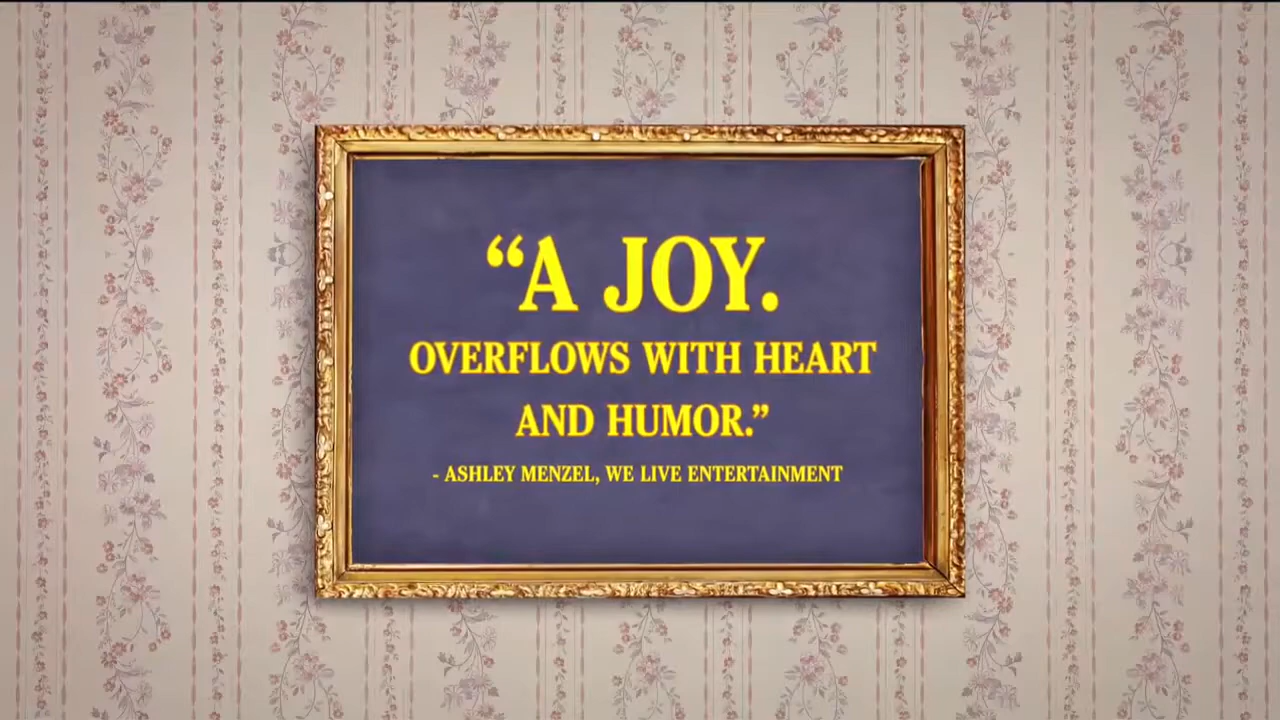 “A JOY.
OVERFLOWS WITH HEART
AND HUMOR.”
- ASHLEY MENZEL, WE LIVE ENTERTAINMENT